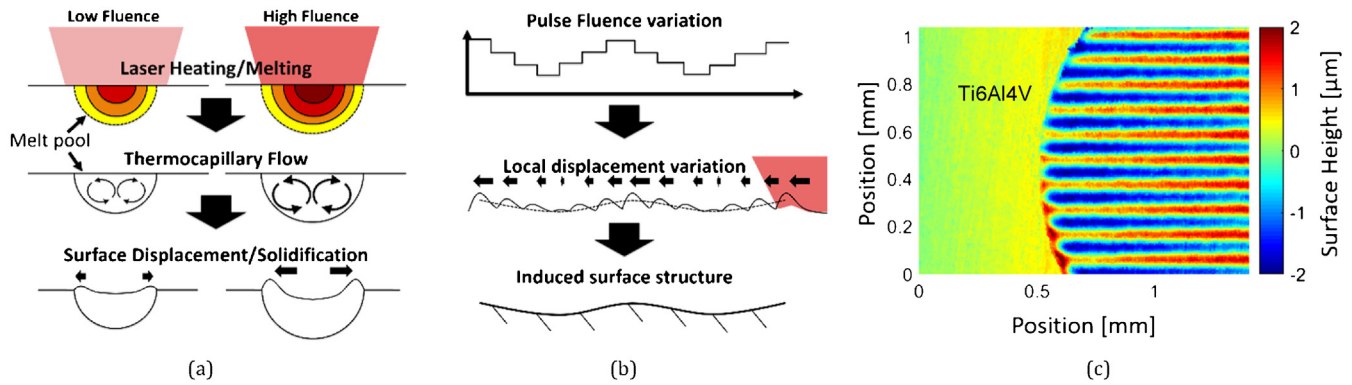 Low Fluence
High Fluence
Laser Heating/Melting
Melt pool
Thermocapillary Flow
Surface Displacement/Solidification
(a)
Pulse Fluence variation
Local displacement variation
Induced surface structure
(b)
Ti6Al4V
Position [mm]
1
0.8
0.6
0.4
0.2
0
0
0.5
1
Position [mm]
2
1
0
-1
-2
Surface Height [µm]
(c)